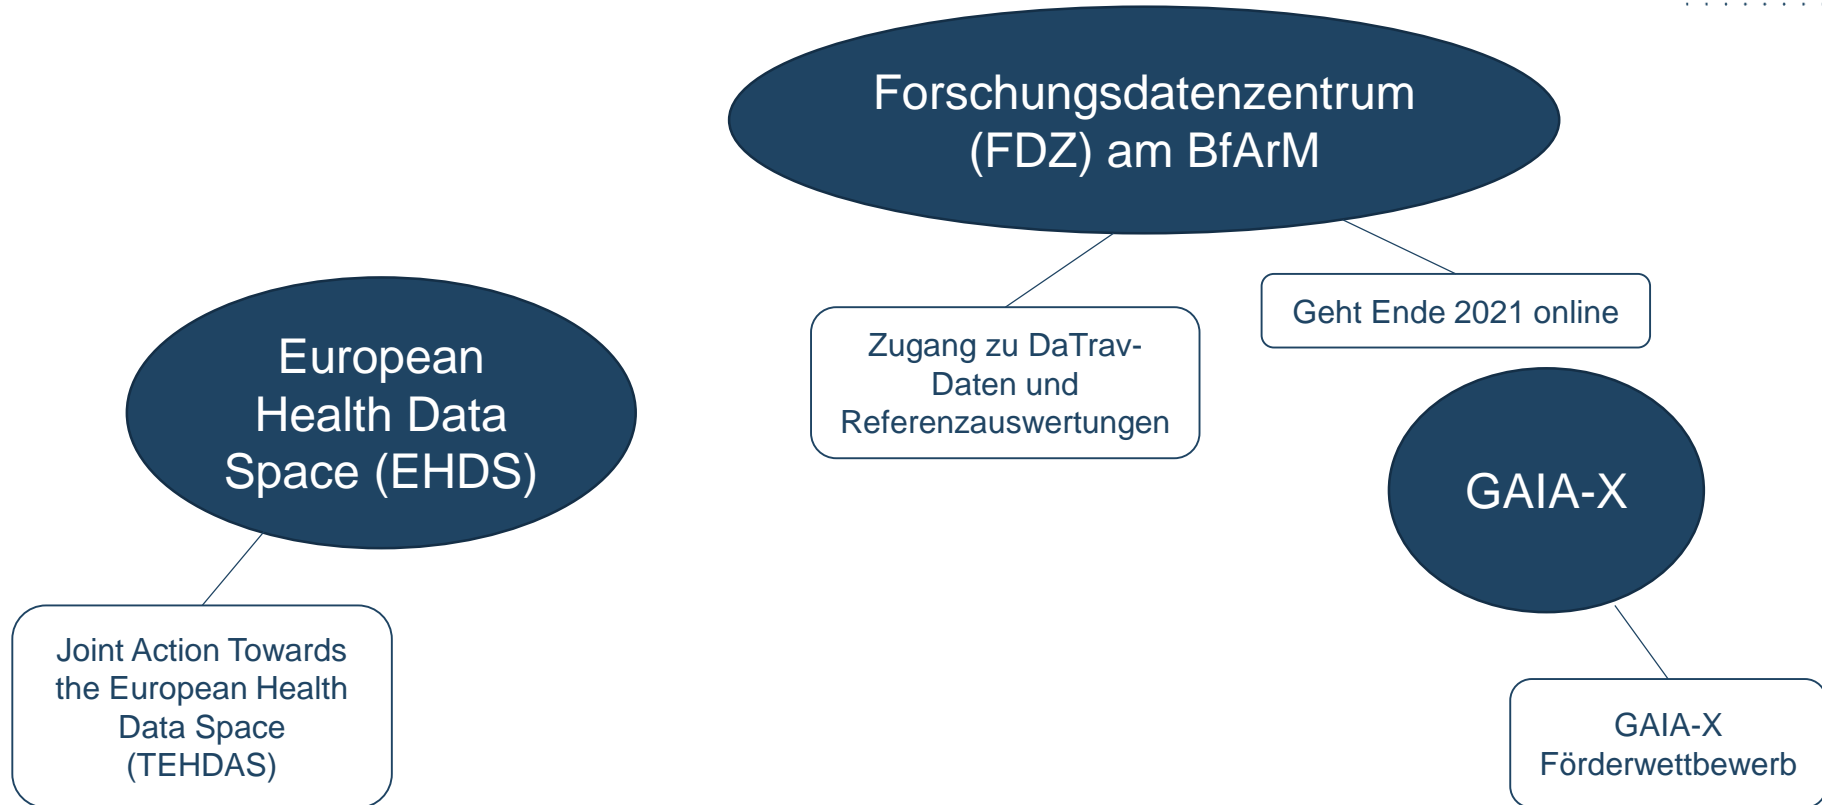 Forschungsdatenzentrum
(FDZ) am BfArM
Geht Ende 2021 online
Zugang zu DaTrav-
Daten und
Referenzauswertungen
European
Health Data
Space (EHDS)
GAIA-X
Joint Action Towards
the European Health
Data Space
(TEHDAS)
GAIA-X
Förderwettbewerb